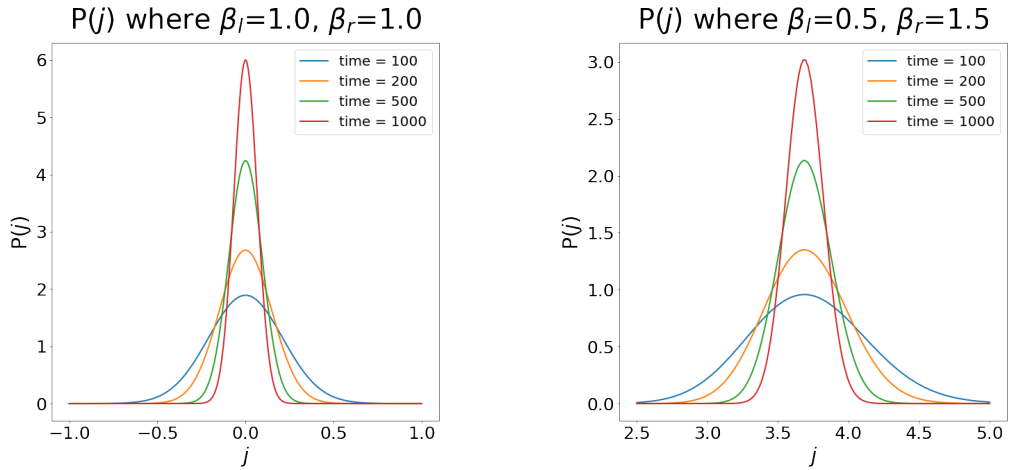 P(j) where βl=1.0, βr=1.0
6
5
4
3
2
1
0
P(j)
−1.0 −0.5 0.0 0.5 1.0
j
time = 100
time = 200
time = 500
time = 1000
P(j) where βl=0.5, βr=1.5
3.0
2.5
2.0
1.5
1.0
0.5
0.0
P(j)
2.5 3.0 3.5 4.0 4.5 5.0
j
time = 100
time = 200
time = 500
time = 1000